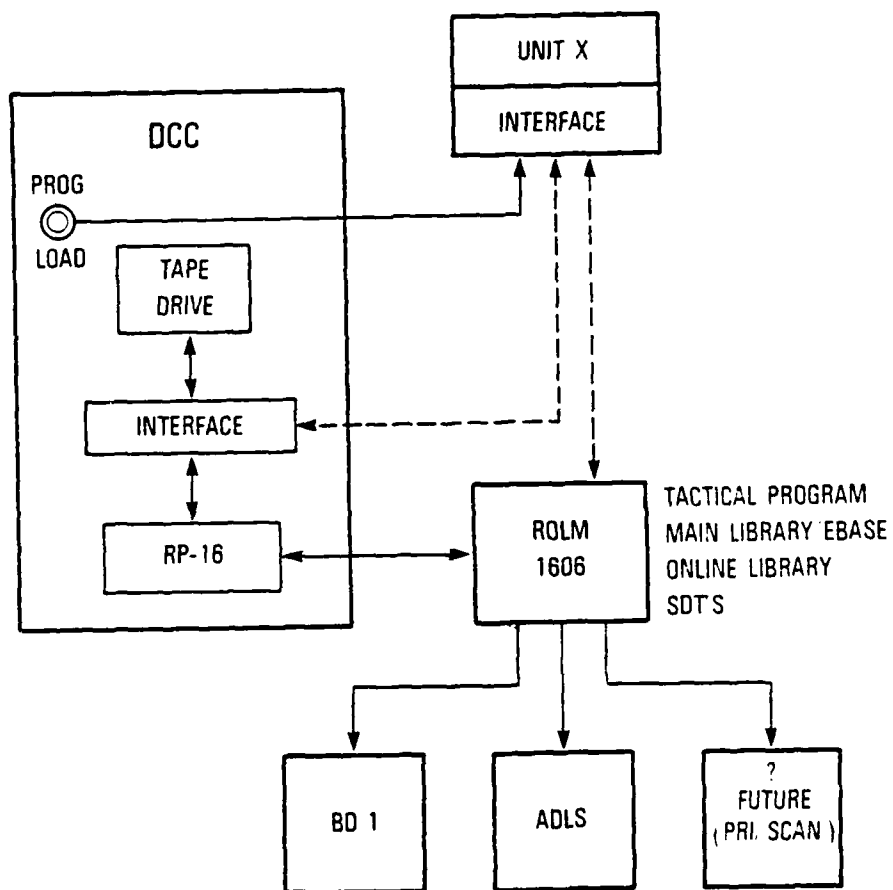 UNIT X
INTERFACE
DCC
PROG
LOAD
TAPE
DRIVE
INTERFACE
RP-16
ROLM
1606
TACTICAL PROGRAM
MAIN LIBRARY EBASE
ONLINE LIBRARY
SDT'S
BD 1
ADLS
?
FUTURE
(PRI. SCAN)